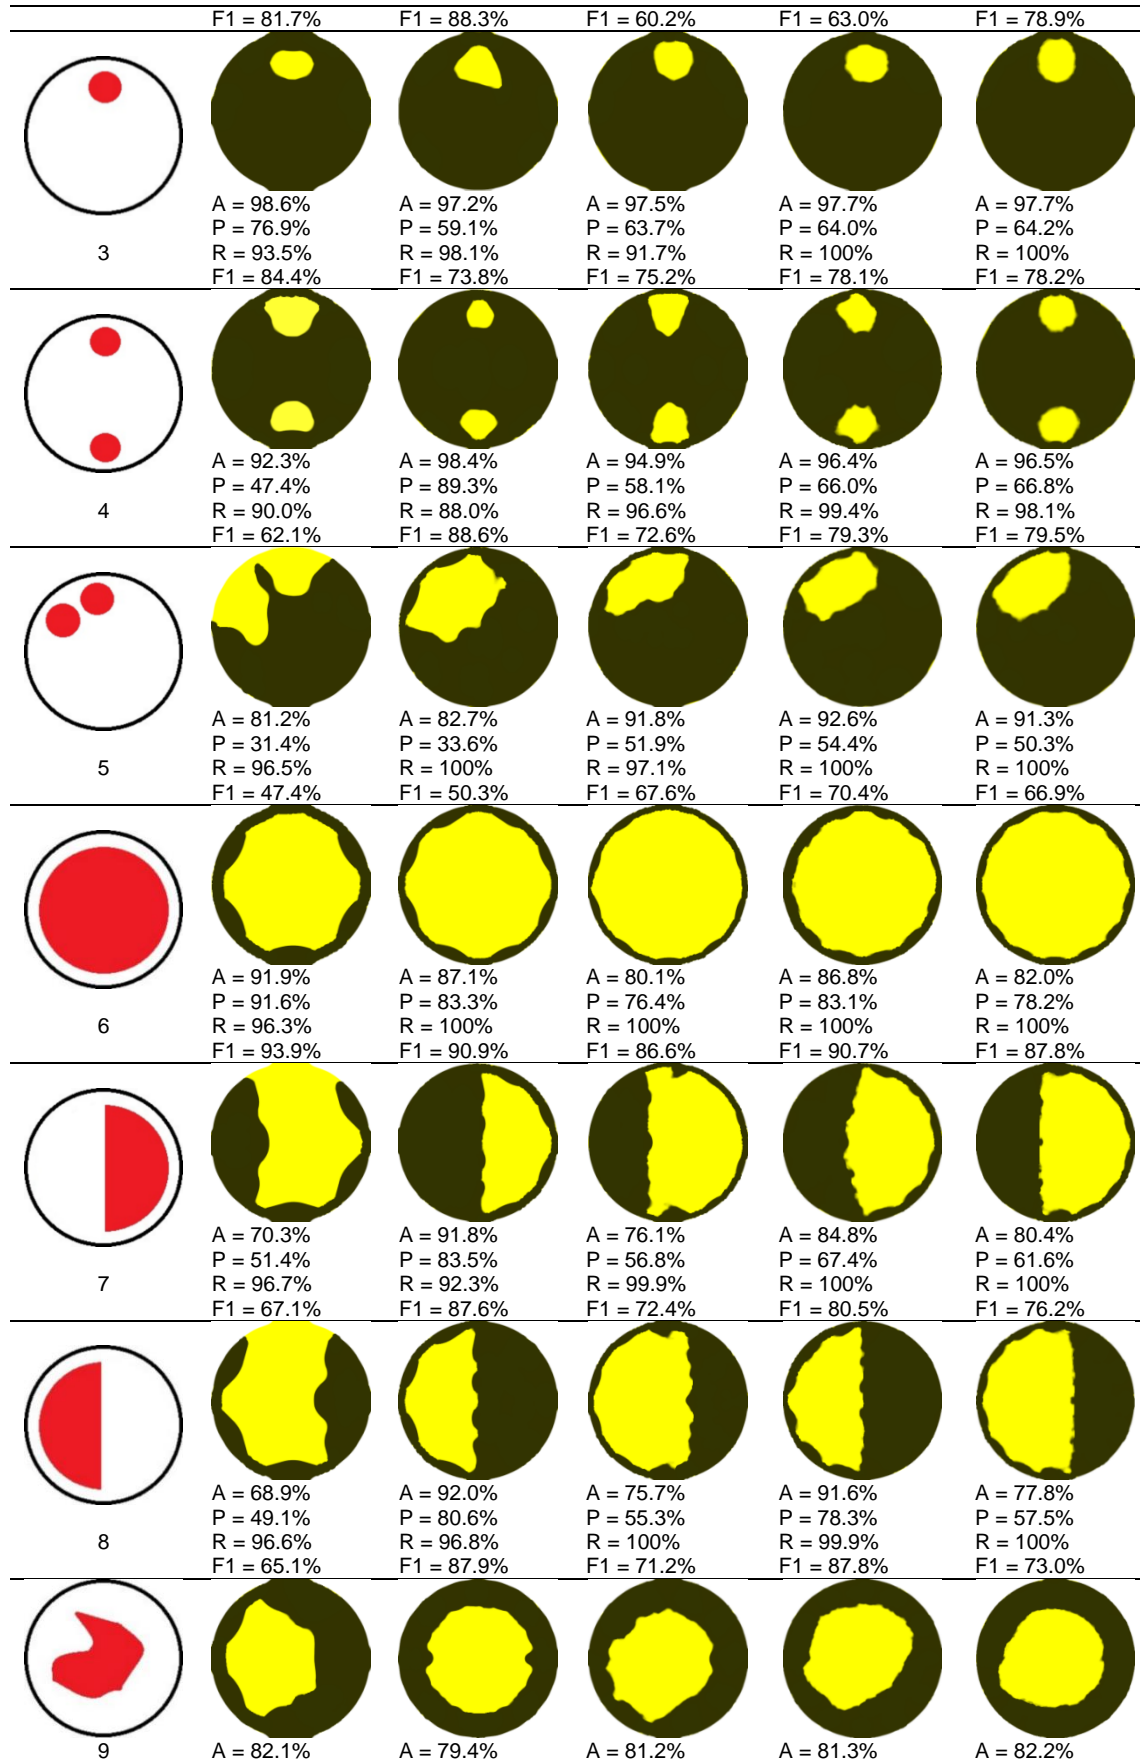 F1 = 81.7% F1 = 88.3% F1 = 60.2% F1 = 63.0% F1 = 78.9%
A = 98.6% A = 97.2% A = 97.5% A = 97.7% A = 97.7%
P = 76.9% P = 59.1% P = 63.7% P = 64.0% P = 64.2%
3 R = 93.5% R = 98.1% R = 91.7% R = 100% R = 100%
F1 = 84.4% F1 = 73.8% F1 = 75.2% F1 = 78.1% F1 = 78.2%
A = 92.3% A = 98.4% A = 94.9% A = 96.4% A = 96.5%
P = 47.4% P = 89.3% P = 58.1% P = 66.0% P = 66.8%
4 R = 90.0% R = 88.0% R = 96.6% R = 99.4% R = 98.1%
F1 = 62.1% F1 = 88.6% F1 = 72.6% F1 = 79.3% F1 = 79.5%
A = 81.2% A = 82.7% A = 91.8% A = 92.6% A = 91.3%
P = 31.4% P = 33.6% P = 51.9% P = 54.4% P = 50.3%
5 R = 96.5% R = 100% R = 97.1% R = 100% R = 100%
F1 = 47.4% F1 = 50.3% F1 = 67.6% F1 = 70.4% F1 = 66.9%
A = 91.9% A = 87.1% A = 80.1% A = 86.8% A = 82.0%
P = 91.6% P = 83.3% P = 76.4% P = 83.1% P = 78.2%
6 R = 96.3% R = 100% R = 100% R = 100% R = 100%
F1 = 93.9% F1 = 90.9% F1 = 86.6% F1 = 90.7% F1 = 87.8%
A = 70.3% A = 91.8% A = 76.1% A = 84.8% A = 80.4%
P = 51.4% P = 83.5% P = 56.8% P = 67.4% P = 61.6%
7 R = 96.7% R = 92.3% R = 99.9% R = 100% R = 100%
F1 = 67.1% F1 = 87.6% F1 = 72.4% F1 = 80.5% F1 = 76.2%
A = 68.9% A = 92.0% A = 75.7% A = 91.6% A = 77.8%
P = 49.1% P = 80.6% P = 55.3% P = 78.3% P = 57.5%
8 R = 96.6% R = 96.8% R = 100% R = 99.9% R = 100%
F1 = 65.1% F1 = 87.9% F1 = 71.2% F1 = 87.8% F1 = 73.0%
9 A = 82.1% A = 79.4% A = 81.2% A = 81.3% A = 82.2%